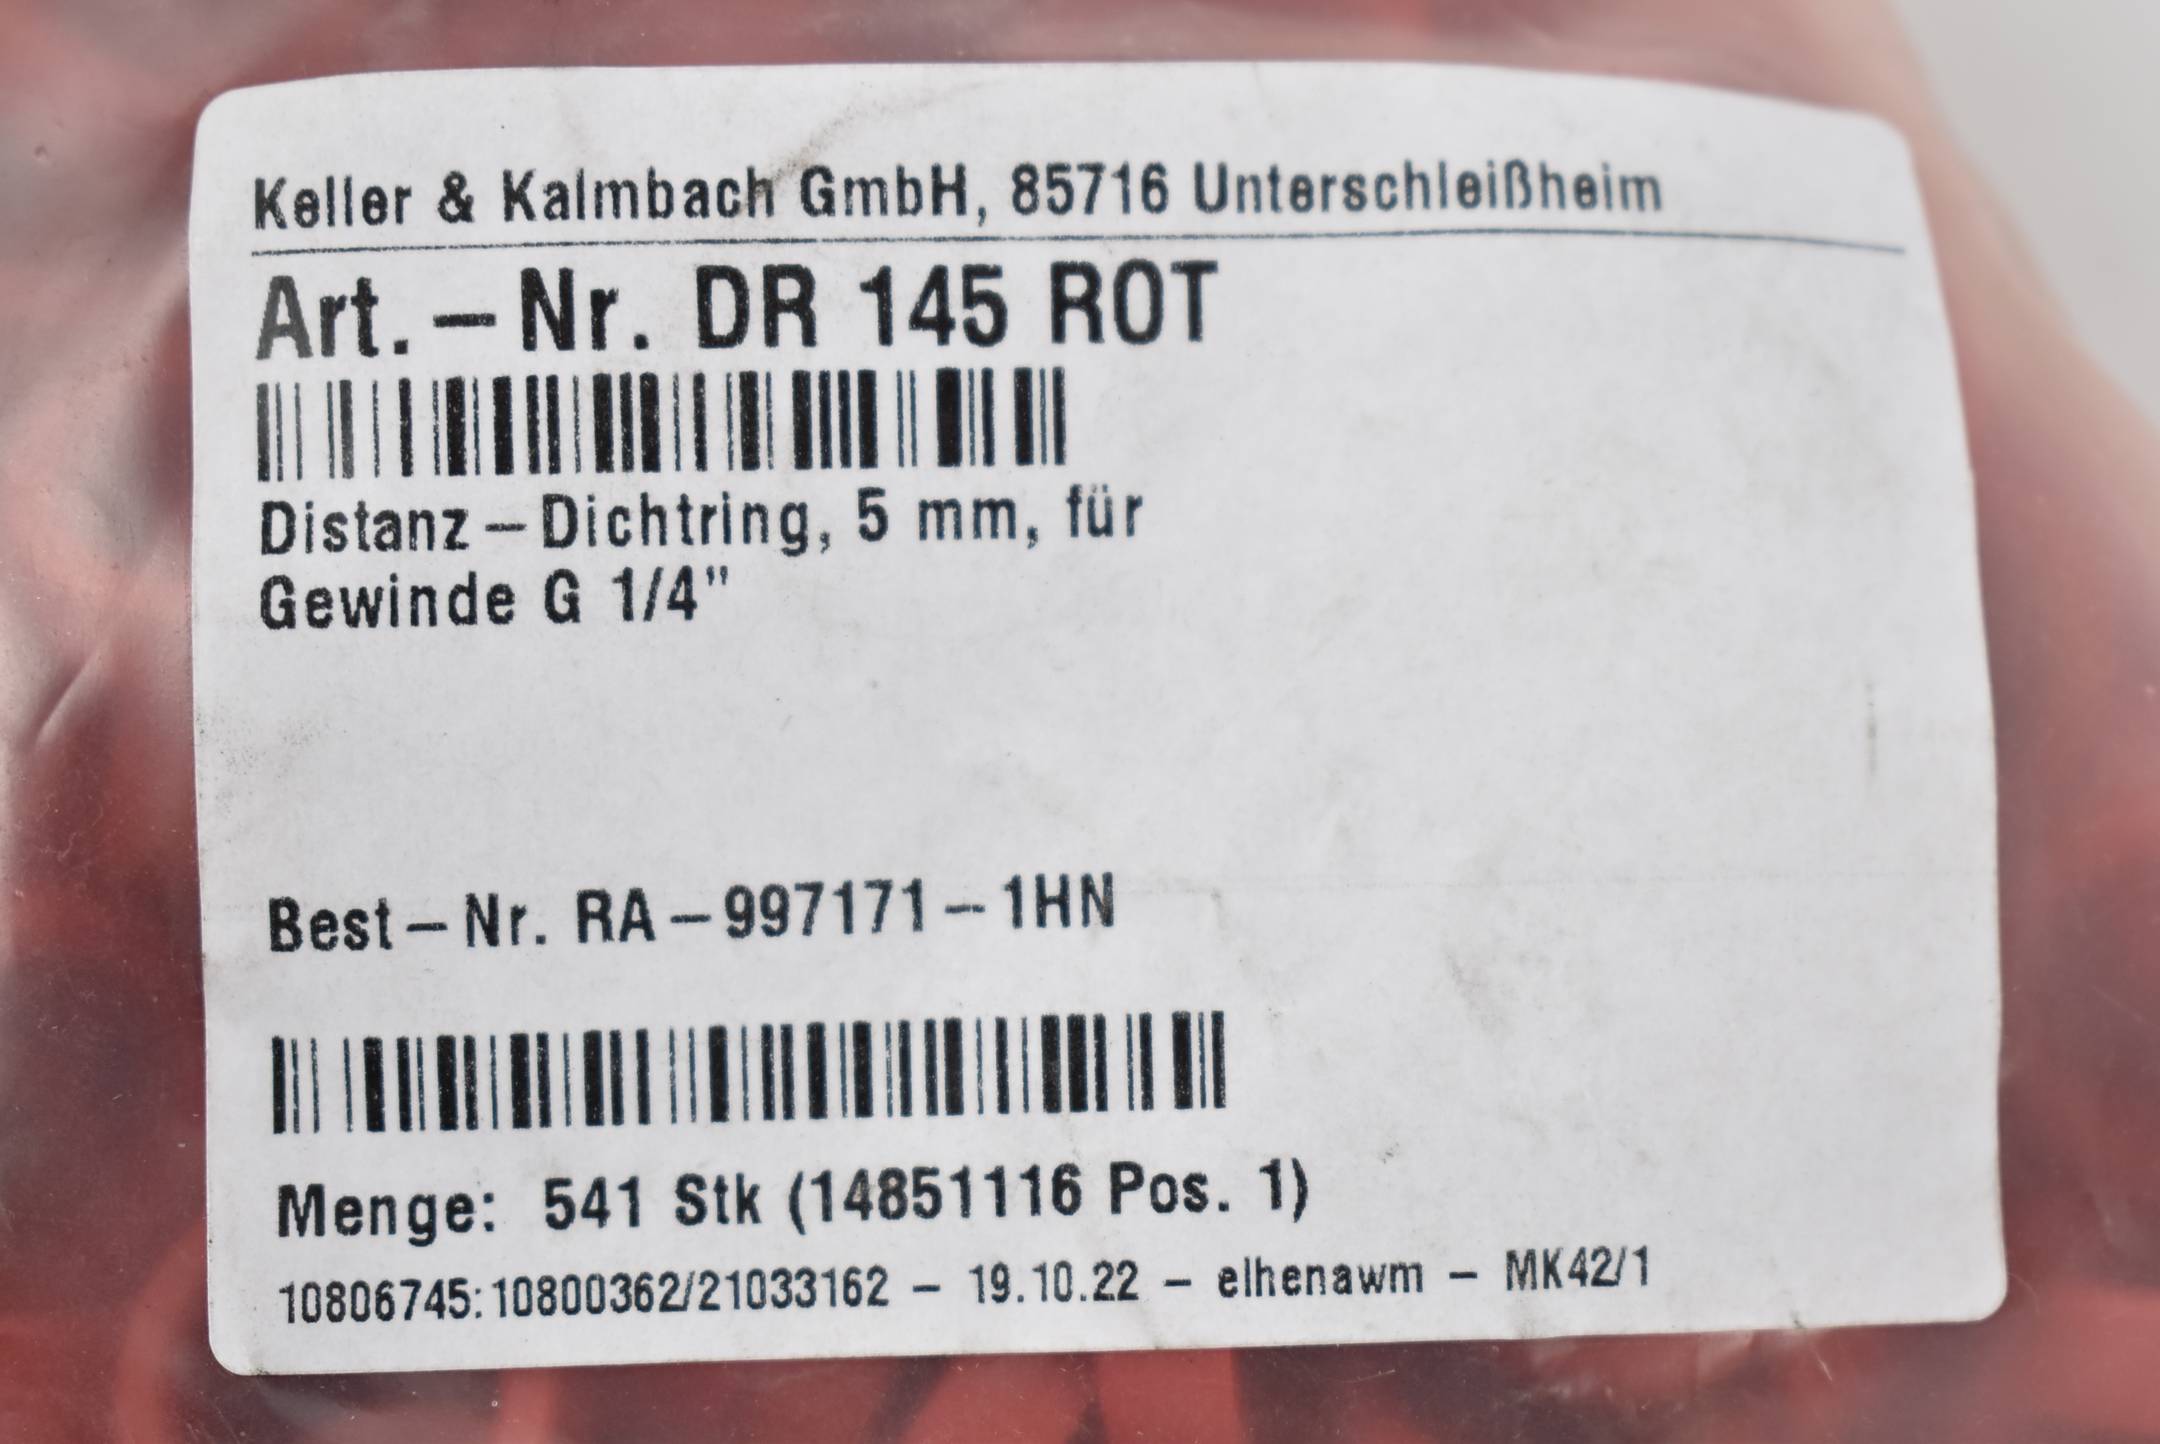 Keller & Kalmbach GmbH, 85716 Unterschleißheim
Art.-Nr. DR 145 ROT
Distanz-Dichtring, 5 mm, für
Gewinde G 1/4"
Best-Nr. RA-997171-1HN
Menge: 541 Stk (14851116 Pos. 1)
10806745:10800362/21033162 - 19.10.22 - elhenawm - MK42/1